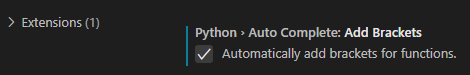 Extensions (1)
Python › Auto Complete: Add Brackets
Automatically add brackets for functions.